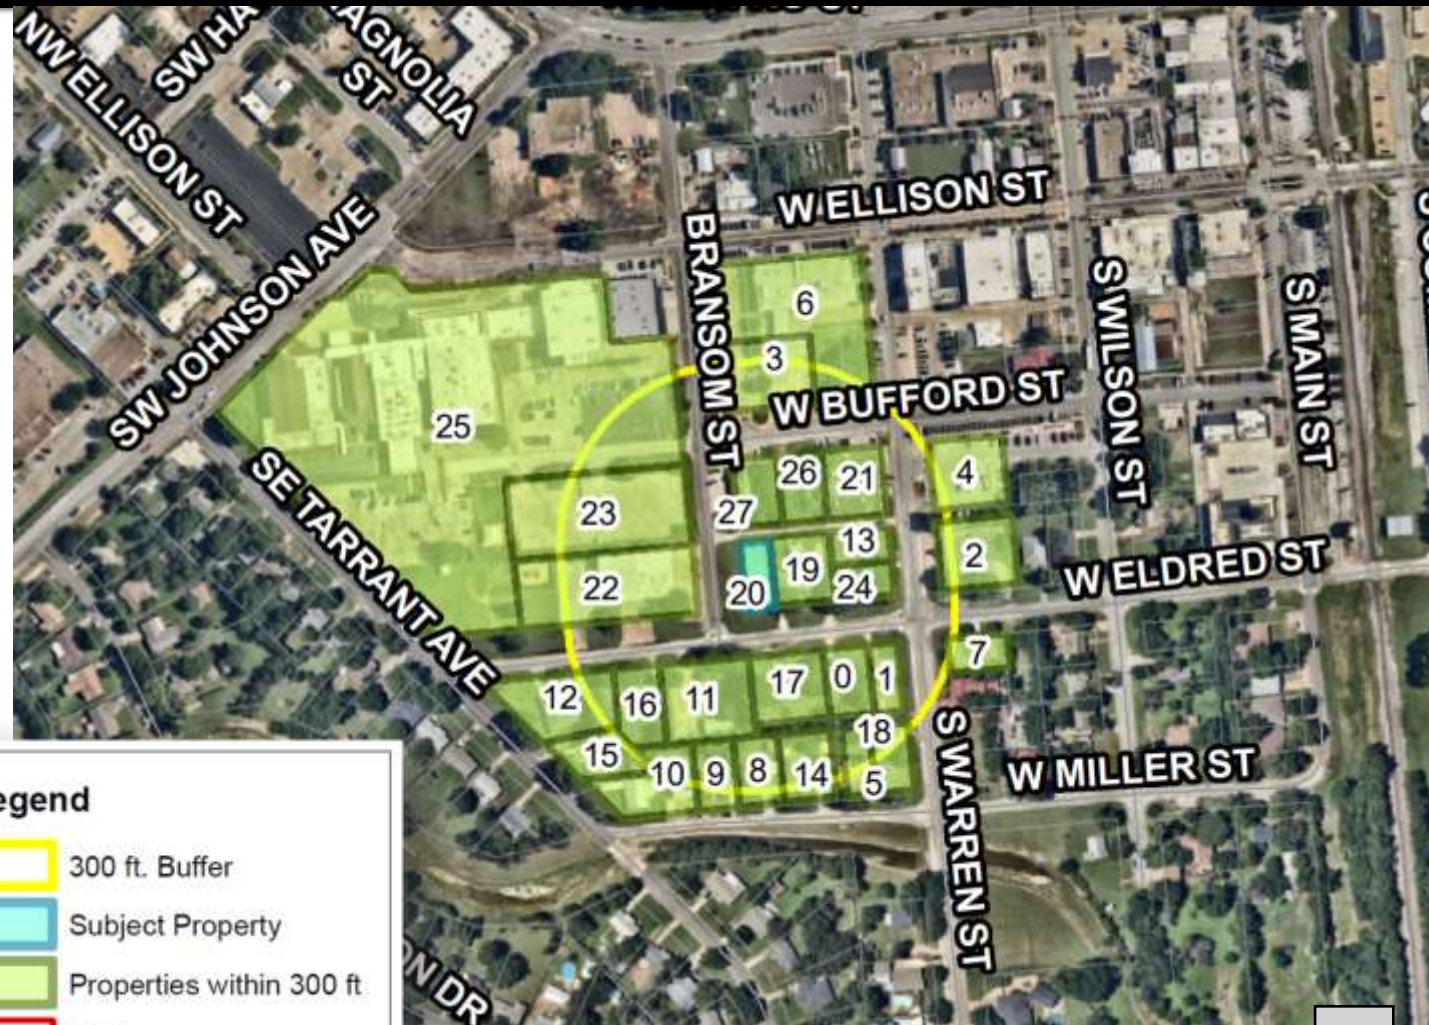 NW ELLISON ST
SW HA
AGNOLIA
ST
W ELLISON ST
SW JOHNSON AVE
BRANSOM ST
S WILSON ST
S MAIN ST
6
3
W BUFFORD ST
25
SE TARRANT AVE
26
21
4
23
27
13
2
W ELDRED ST
22
20
19
24
7
12
16
11
17
0
1
15
18
10
9
8
14
5
W MILLER ST
S WARREN ST
egend
300 ft. Buffer
Subject Property
Properties within 300 ft
ON DR